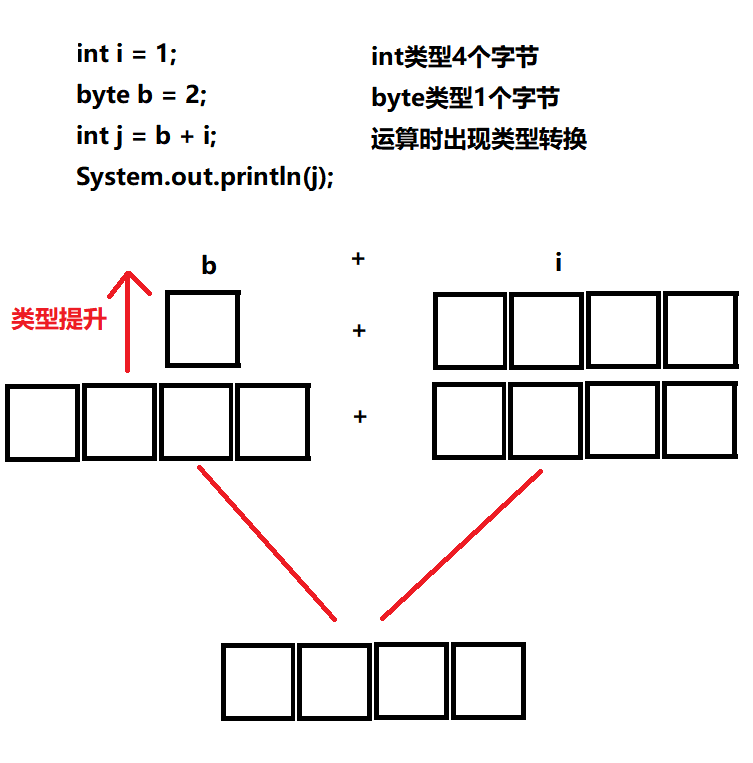 int i = 1;
byte b = 2;
int j = b + i;
System.out.println(j);
int类型4个字节
byte类型1个字节
运算时出现类型转换
b + i
类型提升
+
+